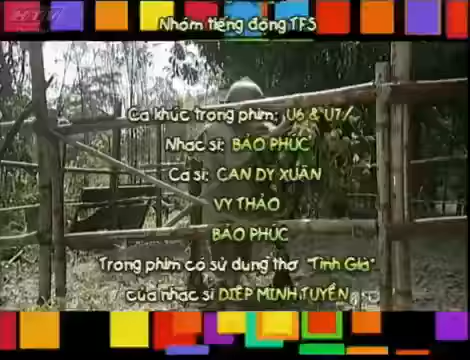 HTV
Nhóm tiếng động TFS
Ca khúc trong phim: U6 & U7
Nhạc sĩ: BẢO PHÚC
Ca sĩ: CAN DY XUÂN
VY THẢO
BẢO PHÚC
Trong phim có sử dụng thơ "Tình Già"
của nhạc sĩ DIỆP MINH TUYỀN